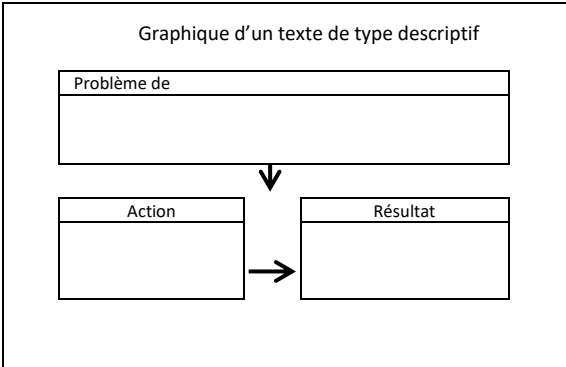 Graphique d’un texte de type descriptif
Problème de
Action
Résultat